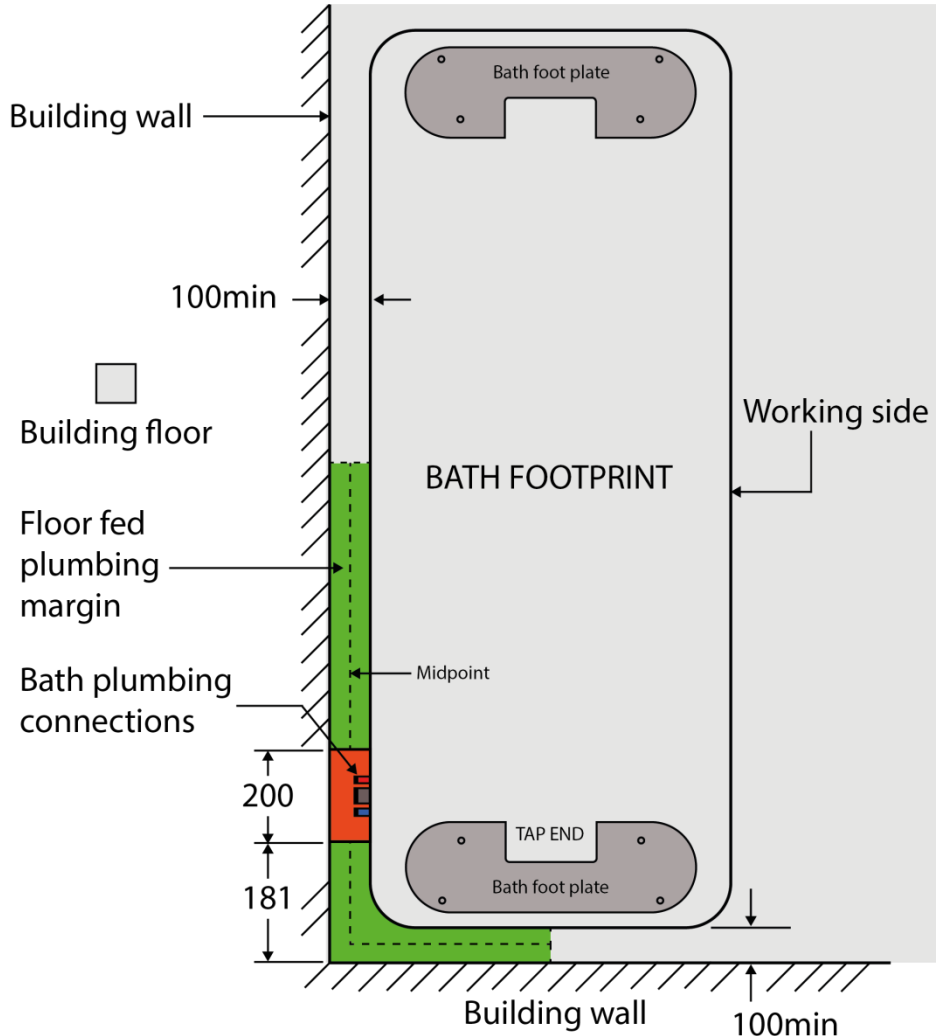 Bath foot plate
Building wall
100min
Building floor
Working side
BATH FOOTPRINT
Floor fed
plumbing
margin
Midpoint
Bath plumbing
connections
200
TAP END
181
Bath foot plate
Building wall
100min